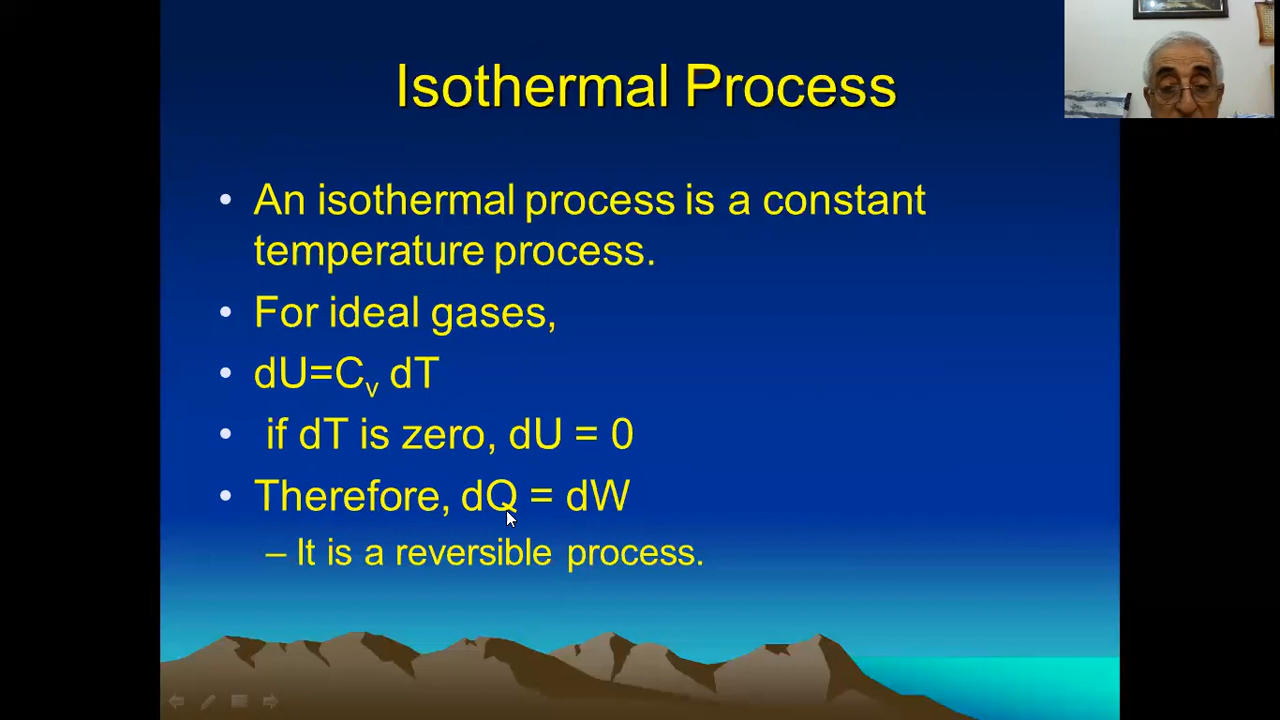 Isothermal Process
• An isothermal process is a constant
temperature process.
• For ideal gases,
• dU=Cᵥ dT
• if dT is zero, dU = 0
• Therefore, dQ = dW
– It is a reversible process.